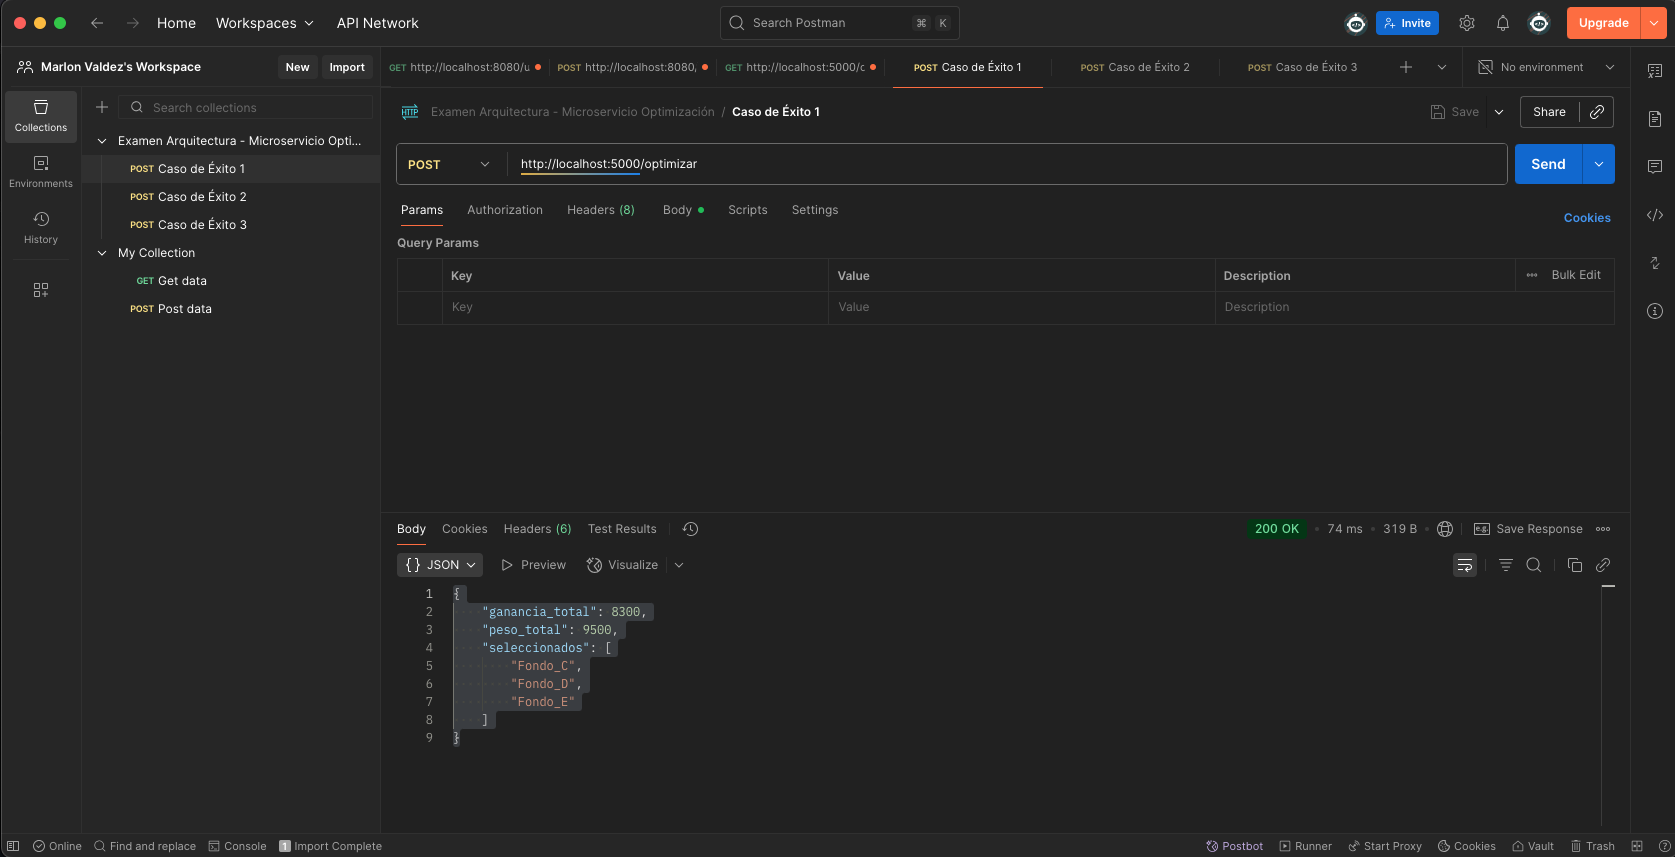 Home Workspaces API Network Search Postman ⌘ K Invite Upgrade
Marlon Valdez's Workspace New Import GET http://localhost:8080/u POST http://localhost:8080, GET http://localhost:5000/c POST Caso de Éxito 1 POST Caso de Éxito 2 POST Caso de Éxito 3 No environment
Collections
Environments
History
Search collections
Examen Arquitectura - Microservicio Opti...
POST Caso de Éxito 1
POST Caso de Éxito 2
POST Caso de Éxito 3
My Collection
GET Get data
POST Post data
HTTP Examen Arquitectura - Microservicio Optimización / Caso de Éxito 1 Save Share
POST http://localhost:5000/optimizar Send
Params Authorization Headers (8) Body Scripts Settings Cookies
Query Params
Key Value Description Bulk Edit
Key Value Description
Body Cookies Headers (6) Test Results 200 OK 74 ms 319 B e.g. Save Response
{} JSON Preview Visualize
1 {
2 "ganancia_total": 8300,
3 "peso_total": 9500,
4 "seleccionados": [
5 "Fondo_C",
6 "Fondo_D",
7 "Fondo_E"
8 ]
9 }
Online Find and replace Console 1 Import Complete Postbot Runner Start Proxy Cookies Vault Trash